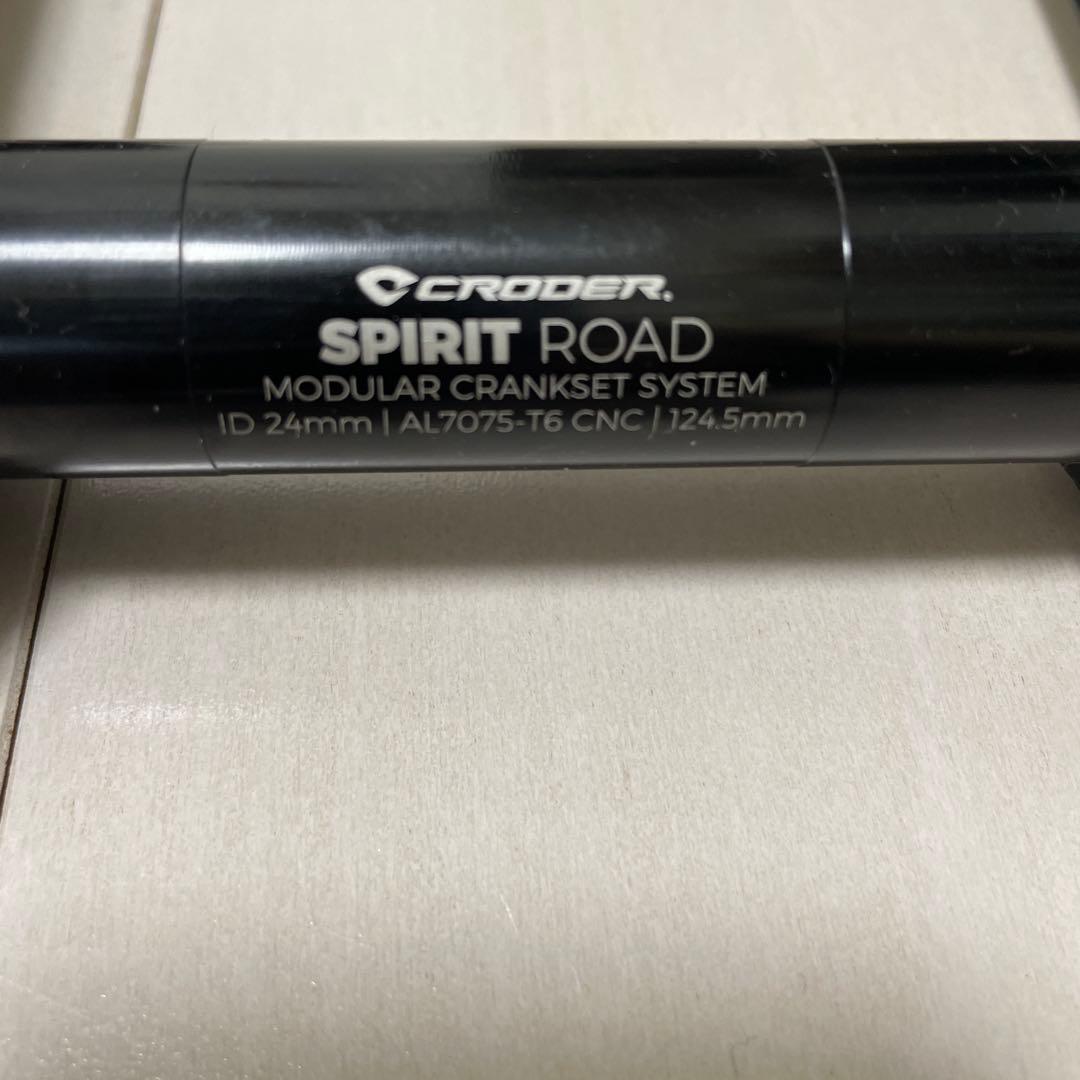 CRODER.
SPIRIT ROAD
MODULAR CRANKSET SYSTEM
ID 24mm | AL7075-T6 CNC | 124.5mm